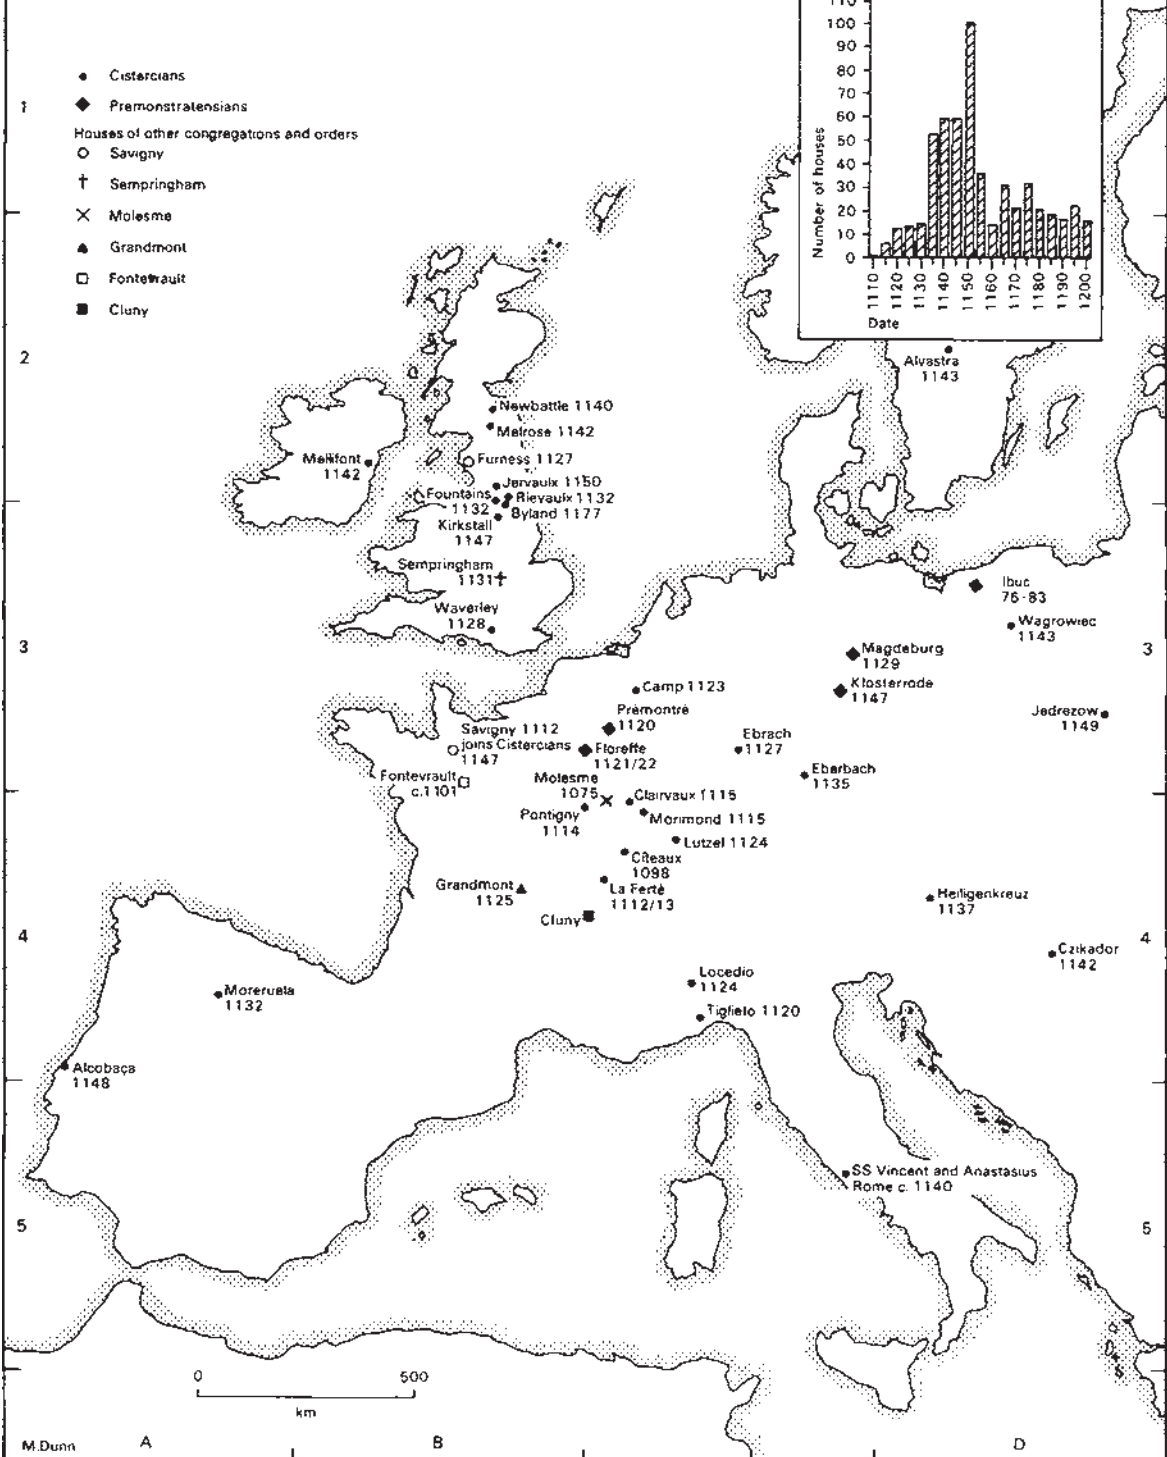 Cistercians
Premonstratensians
Houses of other congregations and orders
Savigny
Sempringham
Molesme
Grandmont
Fontevrault
Cluny
110
100
90
80
70
60
50
40
30
20
10
0
Number of houses
1110
1120
1130
1140
1150
1160
1170
1180
1190
1200
Date
1
2
3
4
5
3
4
5
Alvastra
1143
Newbattle 1140
Melrose 1142
Mellifont
1142
Furness 1127
Jervaulx 1150
Fountains
1132
Rievaulx 1132
Byland 1177
Kirkstall
1147
Sempringham
1131
Waverley
1128
Ibuc
76-83
Wagrowiec
1143
Magdeburg
1129
Klosterrode
1147
Jedrezow
1149
Camp 1123
Prémontré
1120
Savigny 1112
joins Cistercians
1147
Floreffe
1121/22
Ebrach
1127
Eberbach
1135
Fontevrault
c.1101
Molesme
1075
Clairvaux 1115
Pontigny
1114
Morimond 1115
Lutzel 1124
Cîteaux
1098
Grandmont
1125
La Ferté
1112/13
Cluny
Heiligenkreuz
1137
Czikador
1142
Moreruela
1132
Locedio
1124
Tiglieto 1120
Alcobaça
1148
SS Vincent and Anastasius
Rome c. 1140
0 500
km
M.Dunn
A
B
D